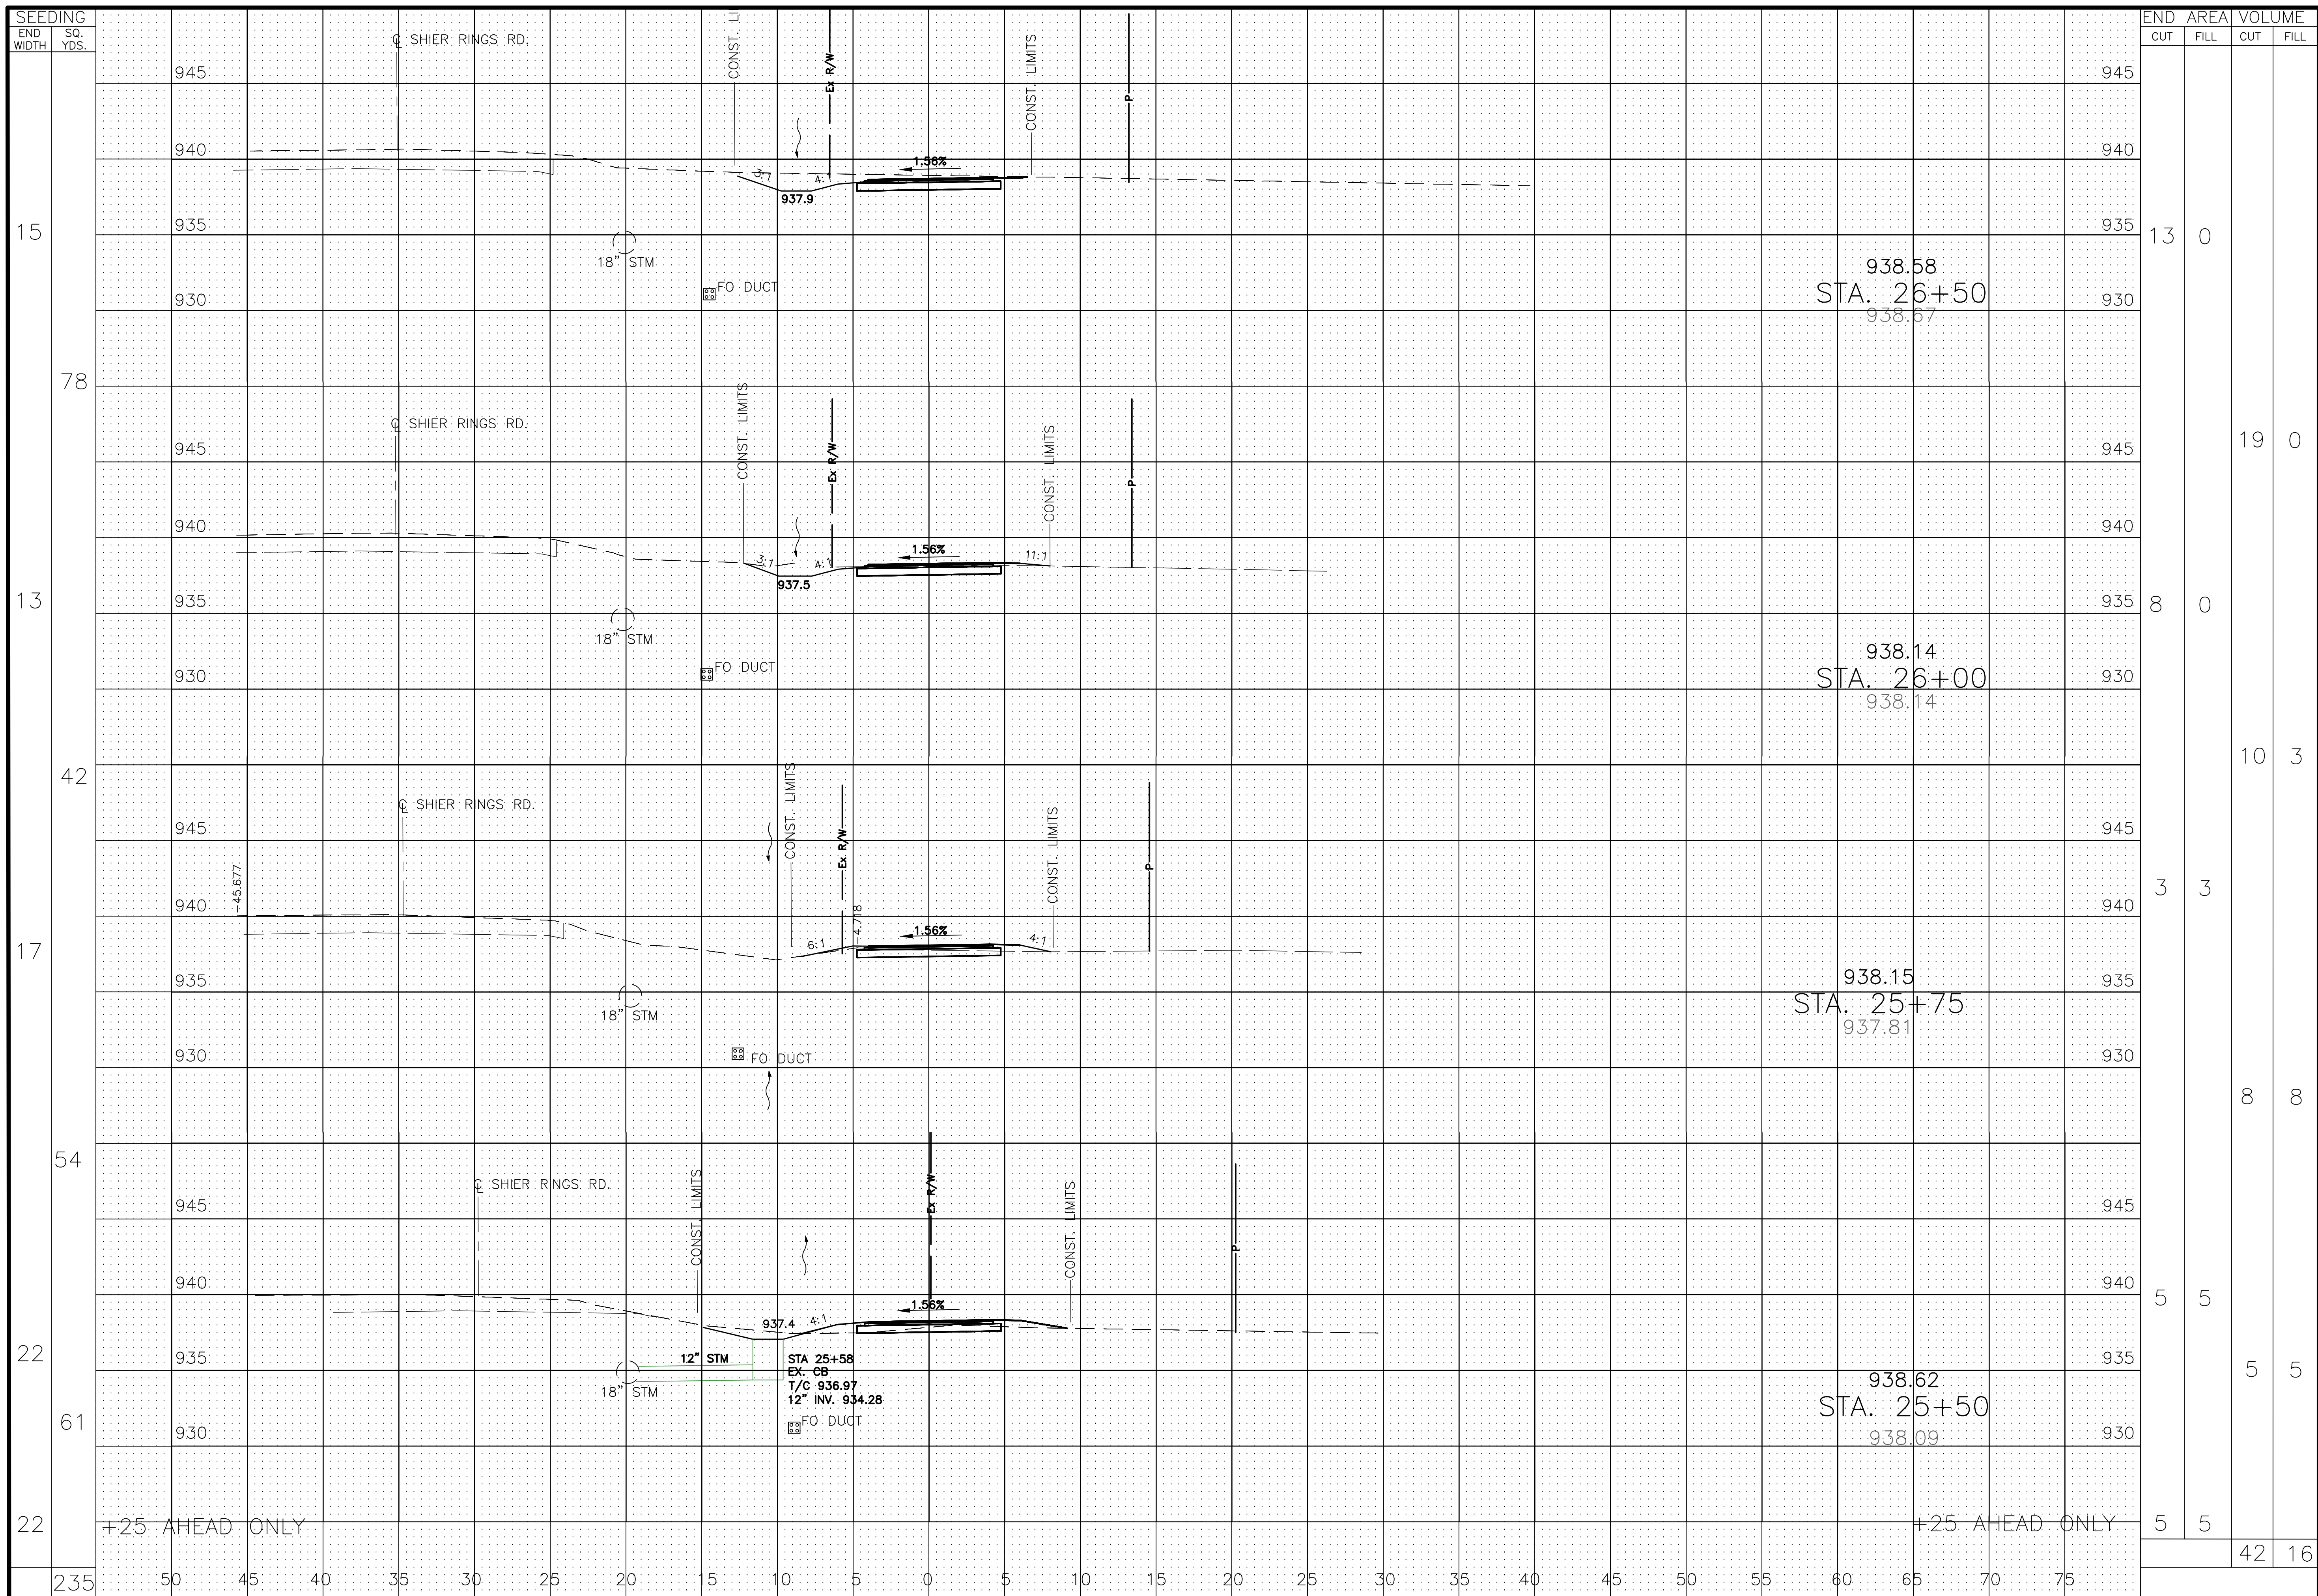 SEEDING
END WIDTH
SQ. YDS.
END AREA
VOLUME
CUT
FILL
CUT
FILL
℄ SHIER RINGS RD.
CONST. LI
Ex R/W
CONST. LIMITS
P
945
945
940
940
3:1
4:
1.56%
937.9
935
935
15
13
0
18" STM
FO DUCT
938.58
STA. 26+50
938.67
930
930
78
℄ SHIER RINGS RD.
CONST. LIMITS
Ex R/W
CONST. LIMITS
P
945
945
19
0
940
940
3:1
4:1
1.56%
11:1
937.5
13
935
935
8
0
18" STM
FO DUCT
938.14
STA. 26+00
938.14
930
930
42
10
3
℄ SHIER RINGS RD.
CONST. LIMITS
Ex R/W
CONST. LIMITS
P
945
945
-45.677
940
940
3
3
-4.718
6:1
1.56%
4:1
17
935
935
18" STM
FO DUCT
938.15
STA. 25+75
937.81
930
930
8
8
54
℄ SHIER RINGS RD.
CONST. LIMITS
Ex R/W
CONST. LIMITS
P
945
945
940
940
5
5
937.4
4:1
1.56%
22
935
935
12" STM
18" STM
STA 25+58
EX. CB
T/C 936.97
12" INV. 934.28
FO DUCT
938.62
STA. 25+50
938.09
5
5
61
930
930
22
+25 AHEAD ONLY
+25 AHEAD ONLY
5
5
42
16
235
50 45 40 35 30 25 20 15 10 5 0 5 10 15 20 25 30 35 40 45 50 55 60 65 70 75